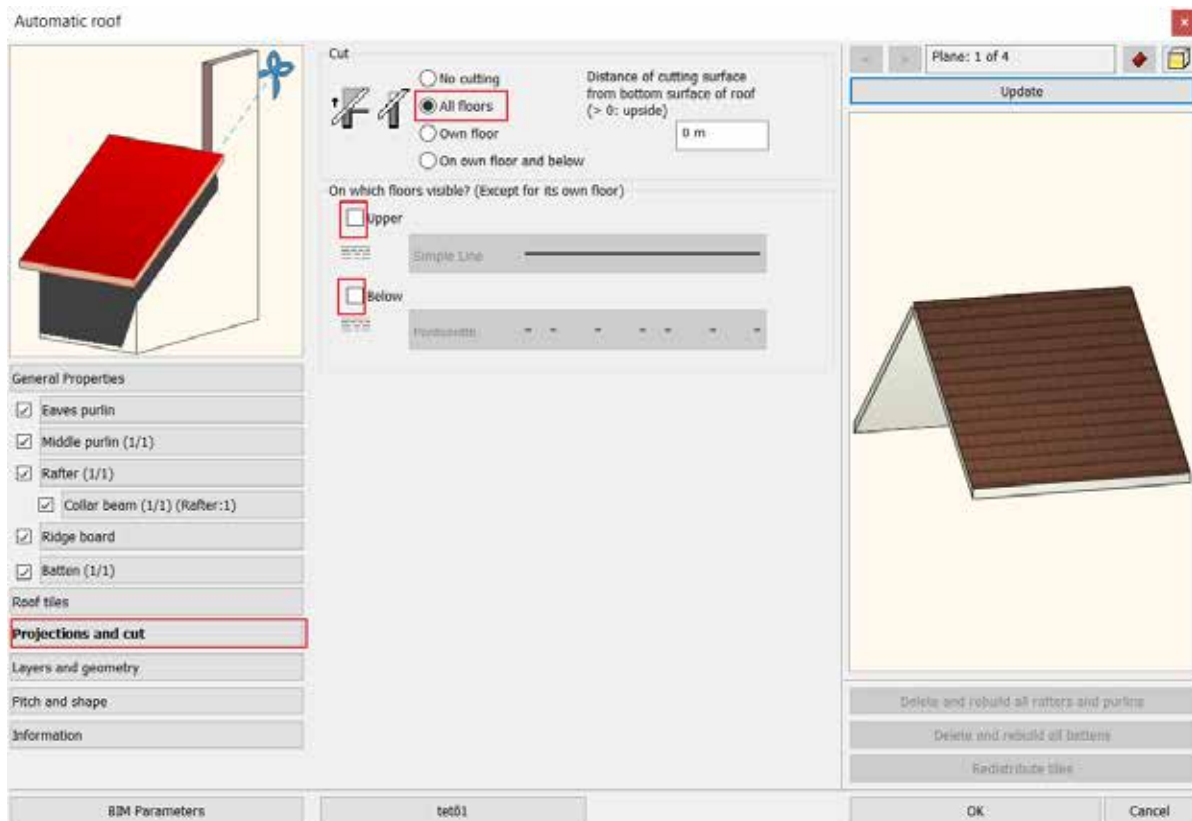 Automatic roof
Cut
No cutting
All floors
Own floor
On own floor and below
Distance of cutting surface
from bottom surface of roof
(> 0: upside)
0 m
On which floors visible? (Except for its own floor)
Upper
Simple Line
Below
General Properties
Eaves purlin
Middle purlin (1/1)
Rafter (1/1)
Collar beam (1/1) (Rafter:1)
Ridge board
Batten (1/1)
Roof tiles
Projections and cut
Layers and geometry
Pitch and shape
Information
BIM Parameters
tető1
Plane: 1 of 4
Update
Delete and rebuild all rafters and purlins
Delete and rebuild all battens
Redistribute tiles
OK
Cancel